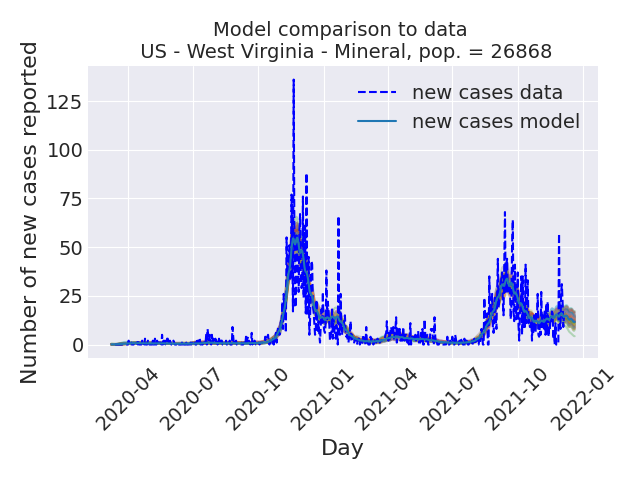 Model comparison to data
US - West Virginia - Mineral, pop. = 26868
Number of new cases reported
125
100
75
50
25
0
new cases data
new cases model
2020-04
2020-07
2020-10
2021-01
2021-04
2021-07
2021-10
2022-01
Day